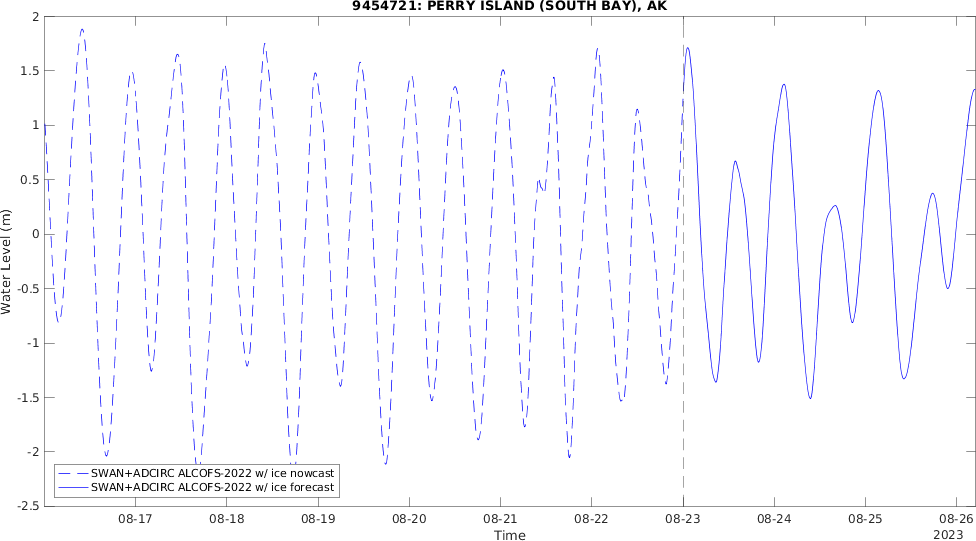 9454721: PERRY ISLAND (SOUTH BAY), AK
2
1.5
1
0.5
0
-0.5
-1
-1.5
-2
-2.5
Water Level (m)
SWAN+ADCIRC ALCOFS-2022 w/ ice nowcast
SWAN+ADCIRC ALCOFS-2022 w/ ice forecast
08-17 08-18 08-19 08-20 08-21 08-22 08-23 08-24 08-25 08-26
Time 2023